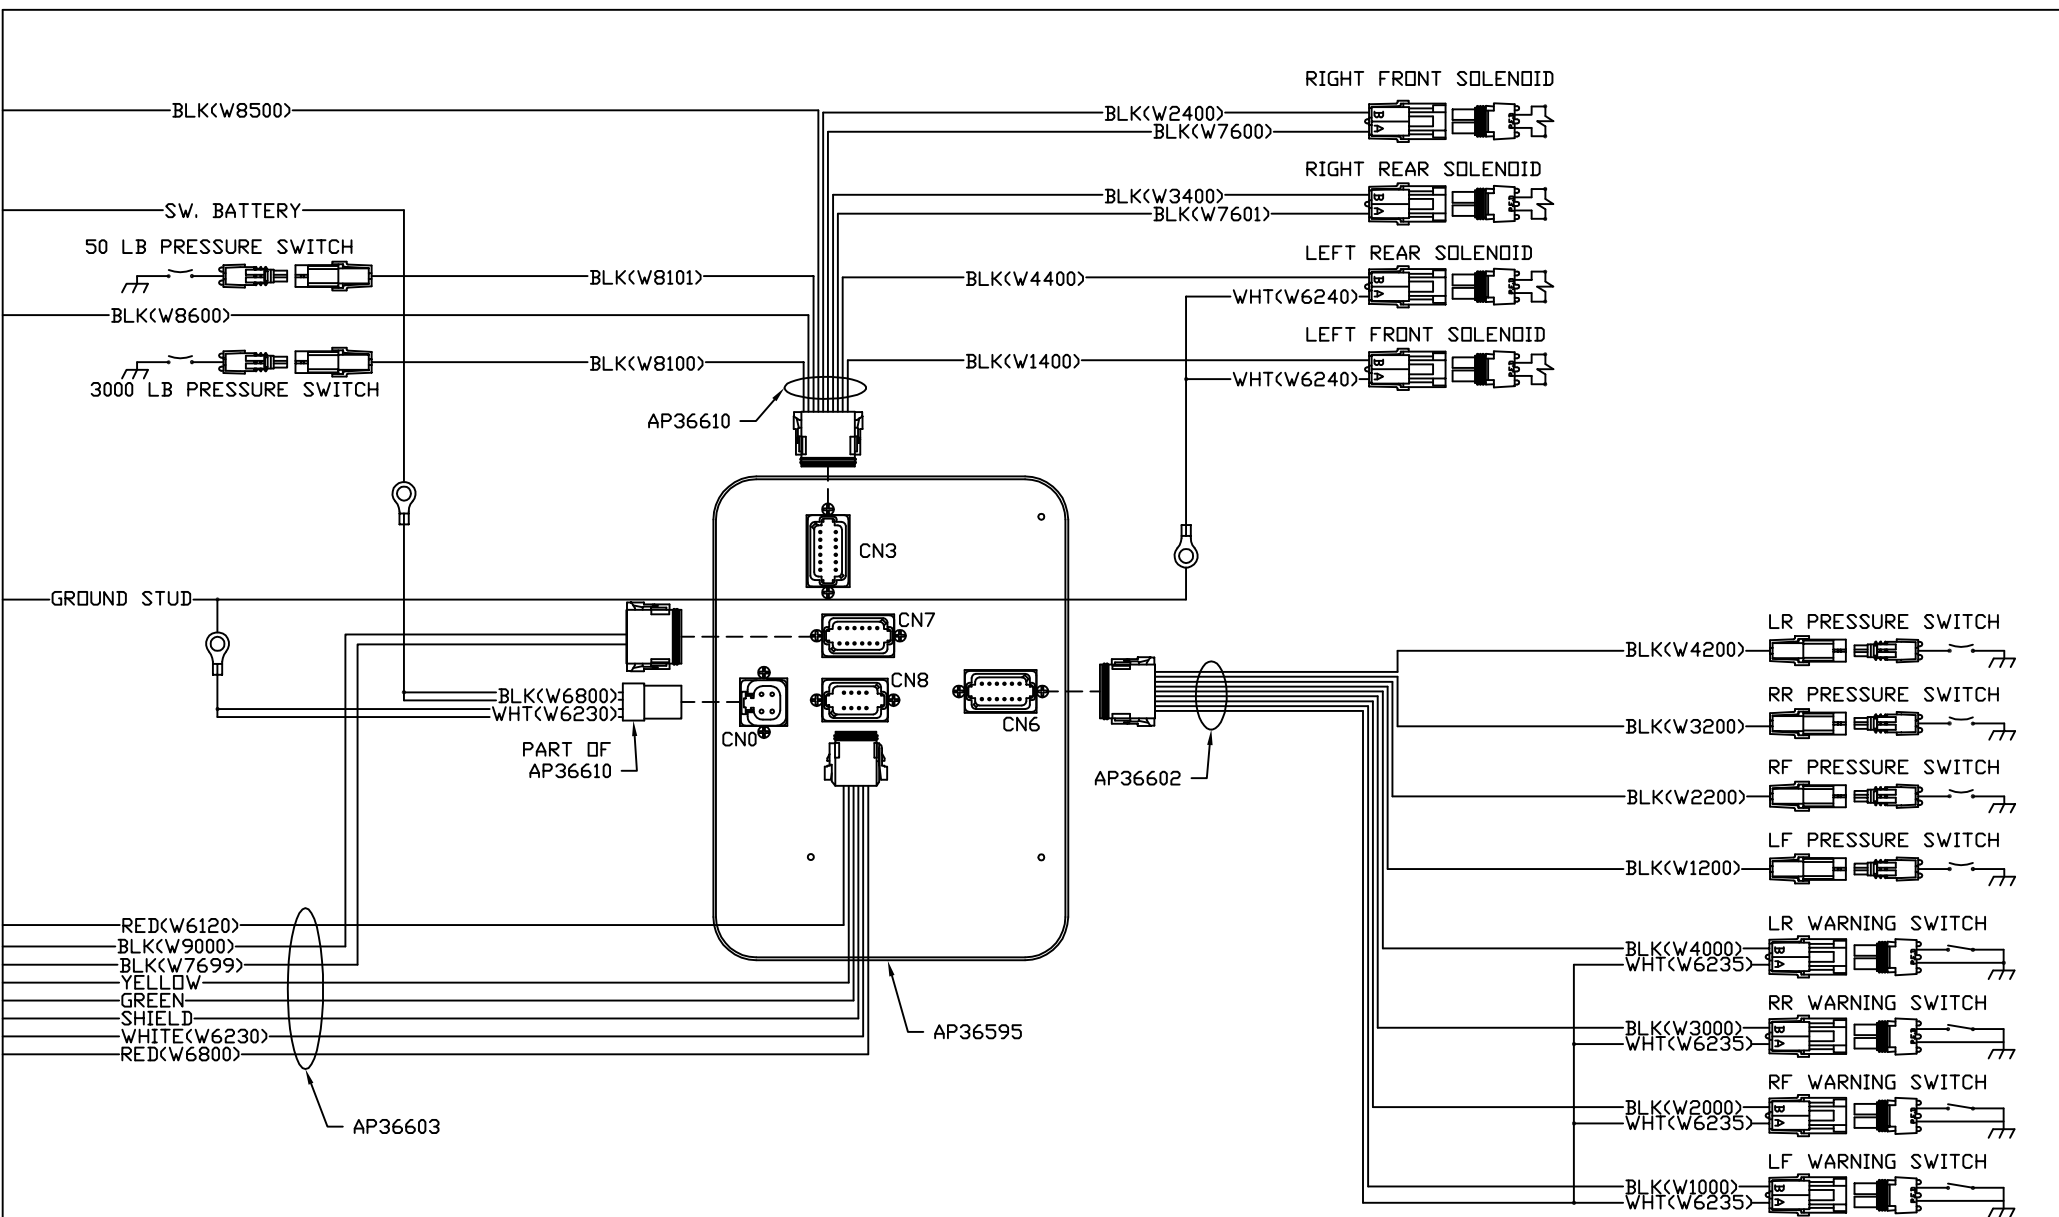 RIGHT FRONT SOLENOID
BLK(W8500)
BLK(W2400)
B
A
BLK(W7600)
RIGHT REAR SOLENOID
BLK(W3400)
B
A
BLK(W7601)
SW. BATTERY
50 LB PRESSURE SWITCH
LEFT REAR SOLENOID
BLK(W8101)
BLK(W4400)
B
A
WHT(W6240)
BLK(W8600)
LEFT FRONT SOLENOID
BLK(W8100)
BLK(W1400)
B
A
WHT(W6240)
3000 LB PRESSURE SWITCH
AP36610
CN3
GROUND STUD
CN7
LR PRESSURE SWITCH
BLK(W4200)
CN8
BLK(W6800)
WHT(W6230)
RR PRESSURE SWITCH
CN6
BLK(W3200)
CN0
PART OF
AP36610
AP36602
RF PRESSURE SWITCH
BLK(W2200)
LF PRESSURE SWITCH
BLK(W1200)
RED(W6120)
BLK(W9000)
BLK(W7699)
YELLOW
GREEN
SHIELD
WHITE(W6230)
RED(W6800)
LR WARNING SWITCH
BLK(W4000)
B
A
WHT(W6235)
AP36595
RR WARNING SWITCH
BLK(W3000)
B
A
WHT(W6235)
RF WARNING SWITCH
BLK(W2000)
B
A
WHT(W6235)
AP36603
LF WARNING SWITCH
BLK(W1000)
B
A
WHT(W6235)